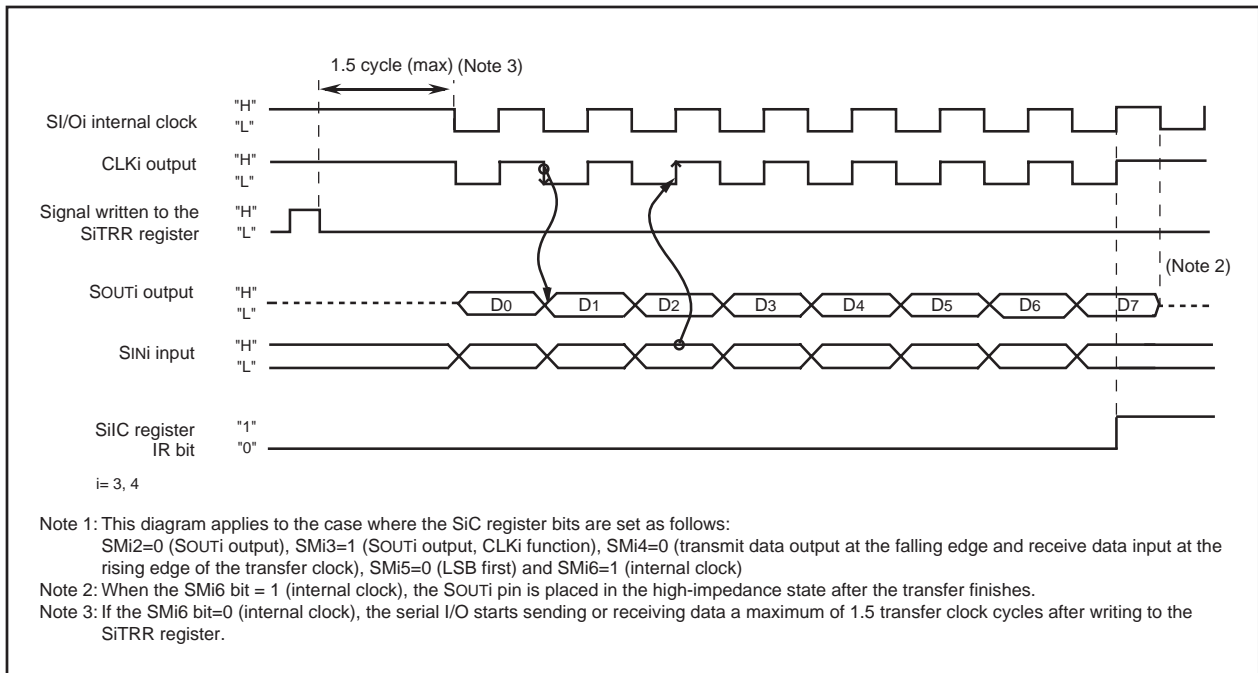 1.5 cycle (max) (Note 3)
SI/Oi internal clock "H"
"L"
CLKi output "H"
"L"
Signal written to the "H"
SiTRR register "L"
(Note 2)
SOUTi output "H"
"L"
D0 D1 D2 D3 D4 D5 D6 D7
SINi input "H"
"L"
SiIC register "1"
IR bit "0"
i= 3, 4
Note 1: This diagram applies to the case where the SiC register bits are set as follows:
SMi2=0 (SOUTi output), SMi3=1 (SOUTi output, CLKi function), SMi4=0 (transmit data output at the falling edge and receive data input at the
rising edge of the transfer clock), SMi5=0 (LSB first) and SMi6=1 (internal clock)
Note 2: When the SMi6 bit = 1 (internal clock), the SOUTi pin is placed in the high-impedance state after the transfer finishes.
Note 3: If the SMi6 bit=0 (internal clock), the serial I/O starts sending or receiving data a maximum of 1.5 transfer clock cycles after writing to the
SiTRR register.